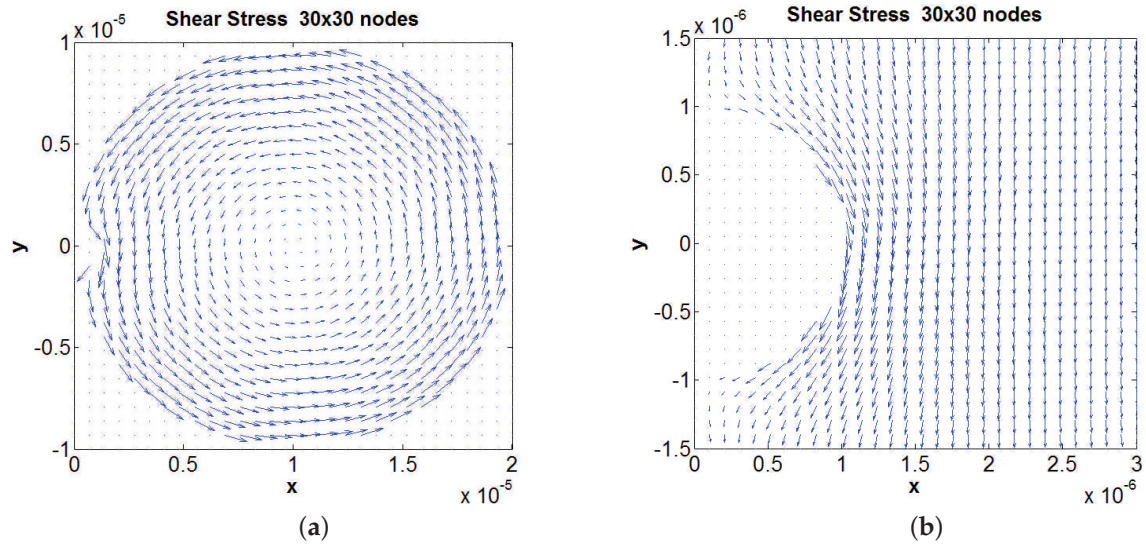 Shear Stress 30x30 nodes
x 10^-5
1
0.5
0
-0.5
-1
y
0 0.5 1 1.5 2
x
x 10^-5
(a)
Shear Stress 30x30 nodes
x 10^-6
1.5
1
0.5
0
-0.5
-1
-1.5
y
0 0.5 1 1.5 2 2.5 3
x
x 10^-6
(b)